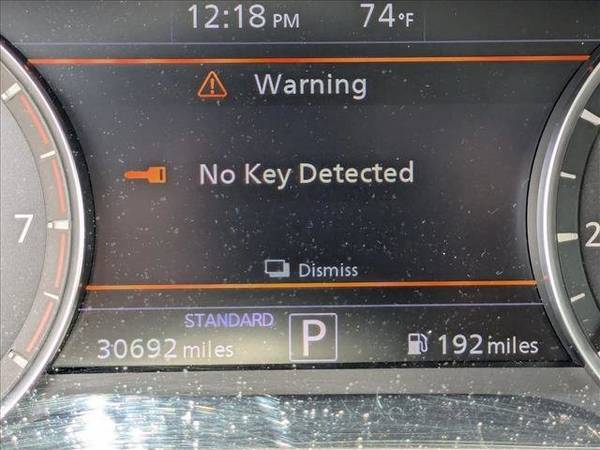 12:18 PM 74°F
Warning
No Key Detected
Dismiss
STANDARD
30692 miles P 192 miles
7
2